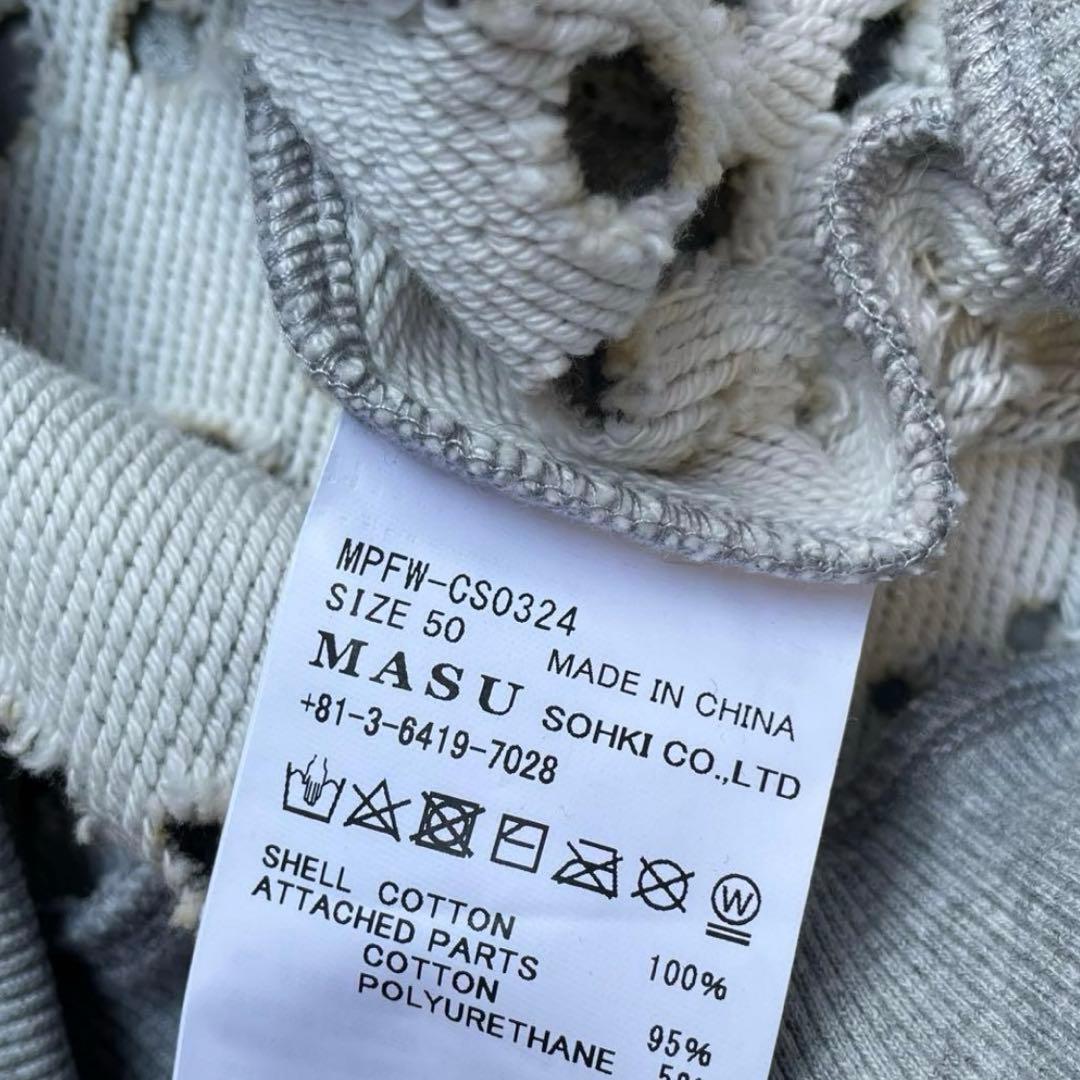 MPFW-CS0324
SIZE 50
MADE IN CHINA
MASU SOHKI CO.,LTD
+81-3-6419-7028
W
SHELL COTTON 100%
ATTACHED PARTS
COTTON 95%
POLYURETHANE